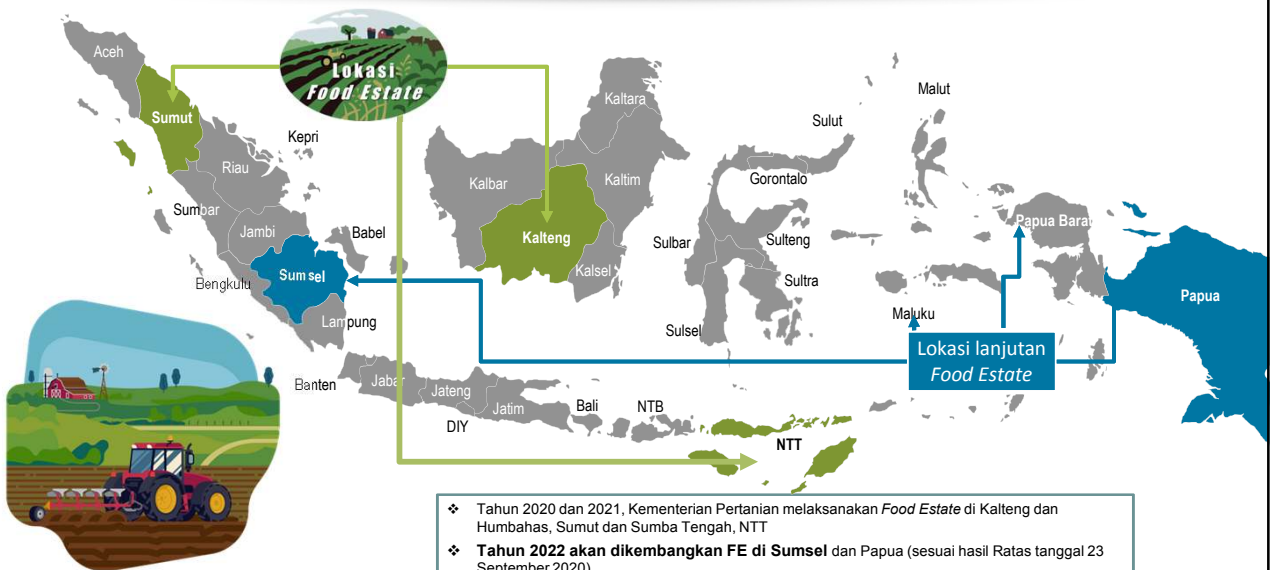 Lokasi
Food Estate
Aceh
Sumut
Kepri
Riau
Sumbar
Jambi
Babel
Sumsel
Bengkulu
Lampung
Banten
Jabar
Jateng
DIY
Jatim
Bali
NTB
NTT
Kalbar
Kaltara
Kaltim
Kalteng
Kalsel
Sulut
Gorontalo
Sulbar
Sulteng
Sultra
Sulsel
Malut
Maluku
Papua Barat
Papua
Lokasi lanjutan
Food Estate
❖ Tahun 2020 dan 2021, Kementerian Pertanian melaksanakan Food Estate di Kalteng dan
Humbahas, Sumut dan Sumba Tengah, NTT
❖ Tahun 2022 akan dikembangkan FE di Sumsel dan Papua (sesuai hasil Ratas tanggal 23
September 2020)